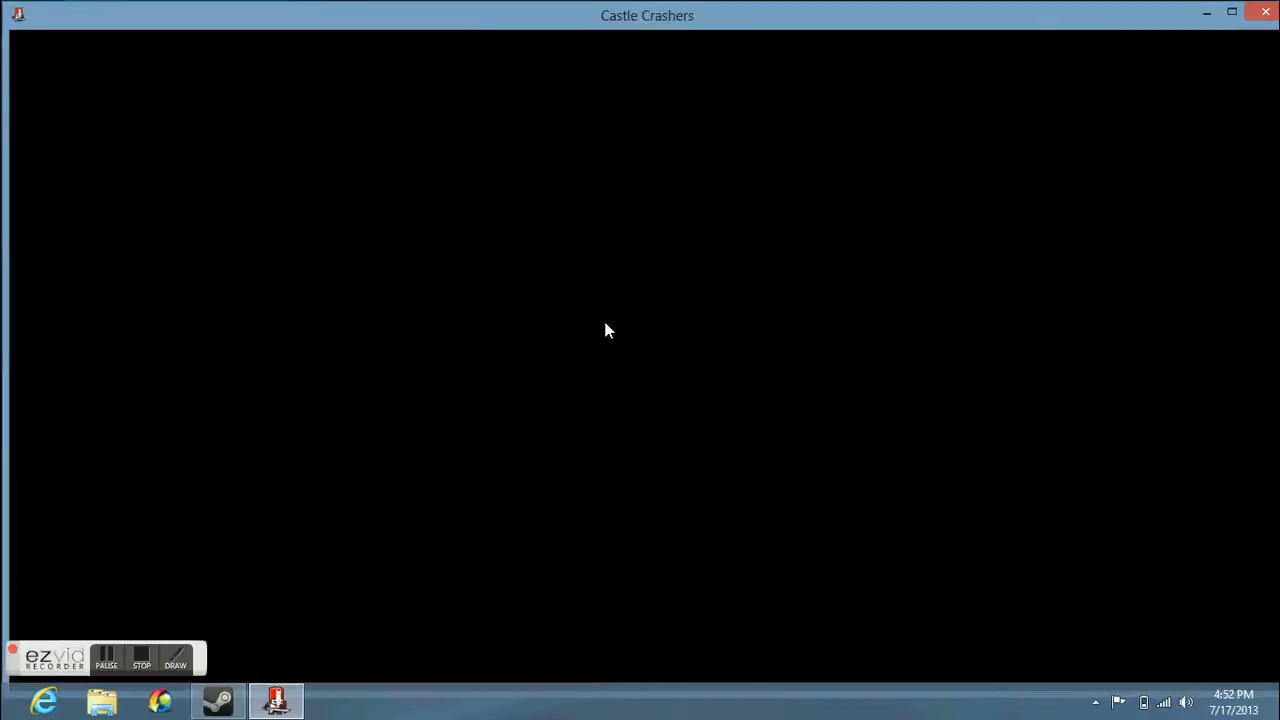 Castle Crashers
ezvid
RECORDER
PAUSE
STOP
DRAW
4:52 PM
7/17/2013